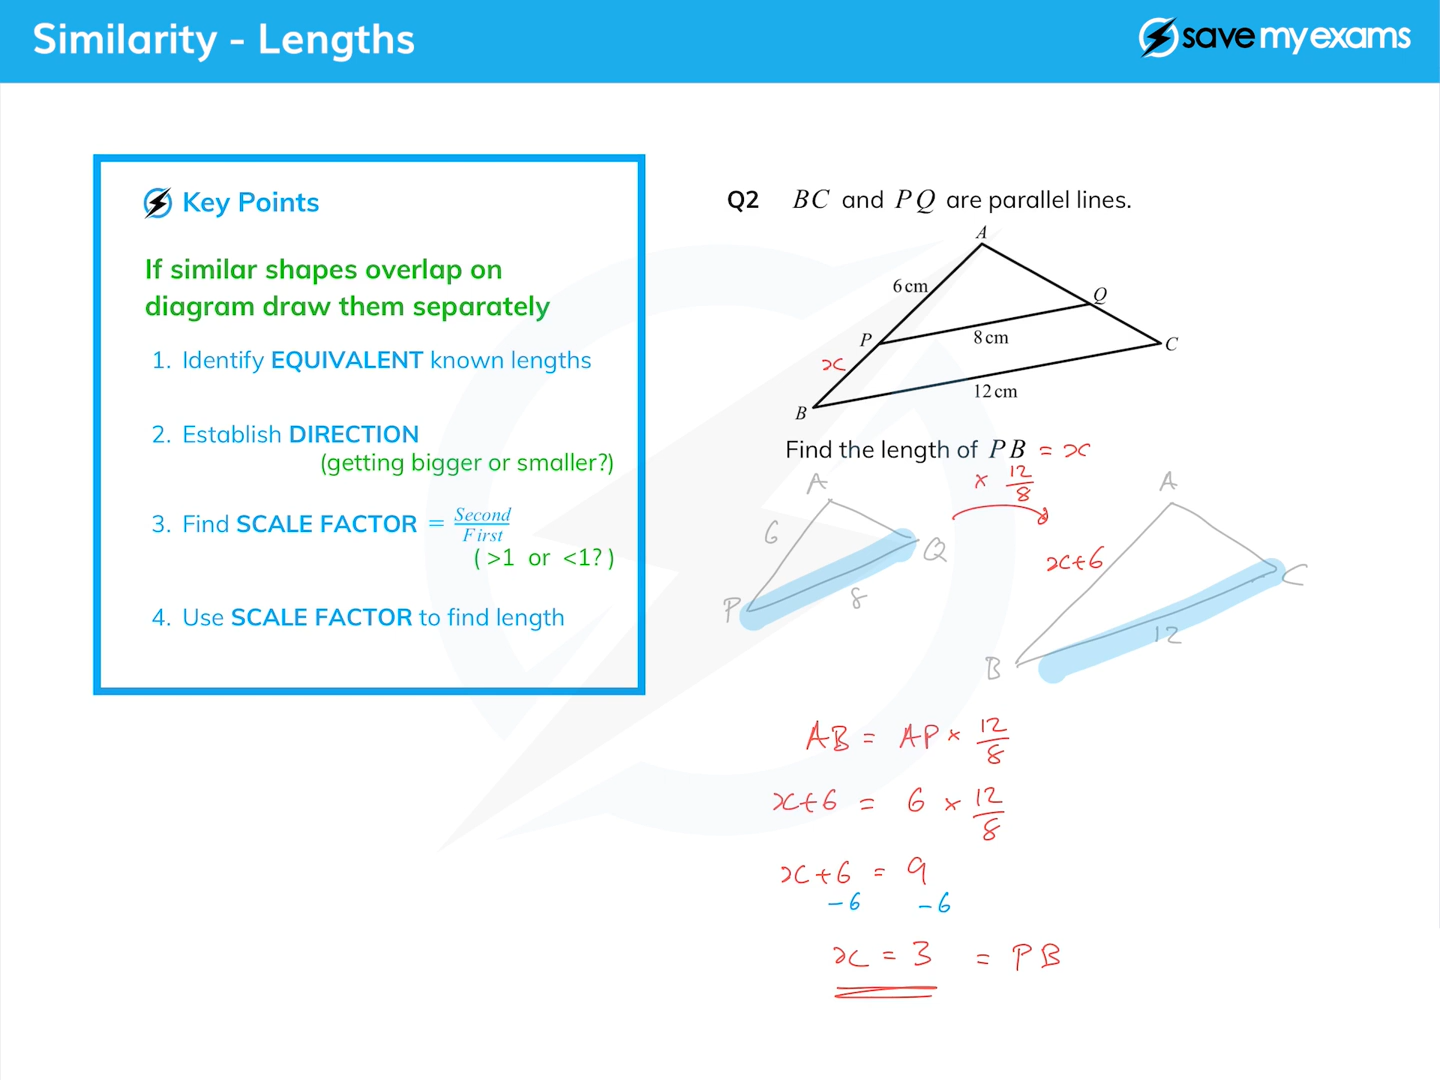 Similarity - Lengths
save my exams
Key Points
If similar shapes overlap on
diagram draw them separately
1. Identify EQUIVALENT known lengths
2. Establish DIRECTION
(getting bigger or smaller?)
3. Find SCALE FACTOR = Second/First
( >1 or <1? )
4. Use SCALE FACTOR to find length
Q2 BC and PQ are parallel lines.
A
6 cm
Q
P
8 cm
C
x
12 cm
B
Find the length of PB = x
× 12/8
A
6
Q
P
8
A
x+6
C
12
B
AB = AP × 12/8
x+6 = 6 × 12/8
x+6 = 9
-6 -6
x = 3 = PB